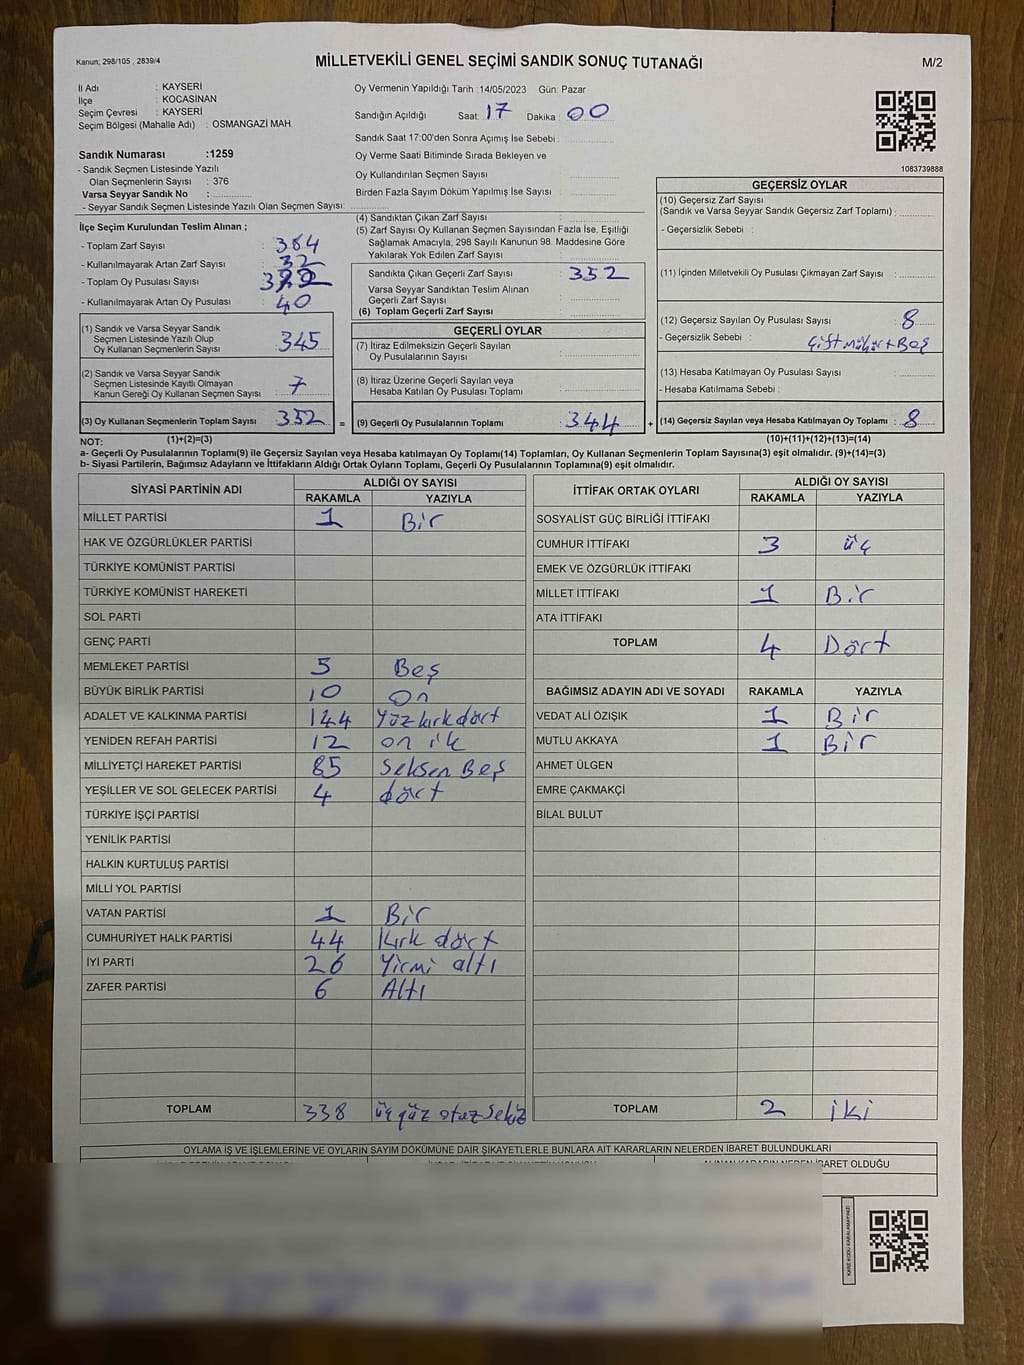 Kanun; 298/105 , 2839/4
MİLLETVEKİLİ GENEL SEÇİMİ SANDIK SONUÇ TUTANAĞI
M/2
İl Adı : KAYSERİ
İlçe : KOCASİNAN
Seçim Çevresi : KAYSERİ
Seçim Bölgesi (Mahalle Adı) : OSMANGAZİ MAH.
Sandık Numarası :1259
- Sandık Seçmen Listesinde Yazılı
Olan Seçmenlerin Sayısı : 376
Varsa Seyyar Sandık No :
- Seyyar Sandık Seçmen Listesinde Yazılı Olan Seçmen Sayısı:
Oy Vermenin Yapıldığı Tarih :14/05/2023 Gün: Pazar
Sandığın Açıldığı Saat: 17 Dakika : 00
Sandık Saat 17:00'den Sonra Açımış İse Sebebi :
Oy Verme Saati Bitiminde Sırada Bekleyen ve
Oy Kullandırılan Seçmen Sayısı :
Birden Fazla Sayım Döküm Yapılmış İse Sayısı :
1083739888
İlçe Seçim Kurulundan Teslim Alınan ;
- Toplam Zarf Sayısı : 384
- Kullanılmayarak Artan Zarf Sayısı : 32
- Toplam Oy Pusulası Sayısı :
- Kullanılmayarak Artan Oy Pusulası : 40
(1) Sandık ve Varsa Seyyar Sandık
Seçmen Listesinde Yazılı Olup
Oy Kullanan Seçmenlerin Sayısı : 345
(2) Sandık ve Varsa Seyyar Sandık
Seçmen Listesinde Kayıtlı Olmayan
Kanun Gereği Oy Kullanan Seçmen Sayısı : 7
(3) Oy Kullanan Seçmenlerin Toplam Sayısı : 352 =
(4) Sandıktan Çıkan Zarf Sayısı :
(5) Zarf Sayısı Oy Kullanan Seçmen Sayısından Fazla İse, Eşitliği
Sağlamak Amacıyla, 298 Sayılı Kanunun 98. Maddesine Göre
Yakılarak Yok Edilen Zarf Sayısı :
Sandıkta Çıkan Geçerli Zarf Sayısı : 352
Varsa Seyyar Sandıktan Teslim Alınan
Geçerli Zarf Sayısı :
(6) Toplam Geçerli Zarf Sayısı :
GEÇERLİ OYLAR
(7) İtiraz Edilmeksizin Geçerli Sayılan
Oy Pusulalarının Sayısı :
(8) İtiraz Üzerine Geçerli Sayılan veya
Hesaba Katılan Oy Pusulalarının Toplamı :
(9) Geçerli Oy Pusulalarının Toplamı : 344 +
GEÇERSİZ OYLAR
(10) Geçersiz Zarf Sayısı
(Sandık ve Varsa Seyyar Sandık Geçersiz Zarf Toplamı) :
- Geçersizlik Sebebi :
(11) İçinden Milletvekili Oy Pusulası Çıkmayan Zarf Sayısı :
(12) Geçersiz Sayılan Oy Pusulası Sayısı : 8
- Geçersizlik Sebebi : Çift mühür+Boş
(13) Hesaba Katılmayan Oy Pusulası Sayısı :
- Hesaba Katılmama Sebebi :
(14) Geçersiz Sayılan veya Hesaba Katılmayan Oy Toplamı : 8
NOT: (1)+(2)=(3) (10)+(11)+(12)+(13)=(14)
a- Geçerli Oy Pusulalarının Toplamı(9) ile Geçersiz Sayılan veya Hesaba Katılmayan Oy Toplamı(14) Toplamları, Oy Kullanan Seçmenlerin Toplam Sayısına(3) eşit olmalıdır. (9)+(14)=(3)
b- Siyasi Partilerin, Bağımsız Adayların ve İttifakların Aldığı Ortak Oyların Toplamı, Geçerli Oy Pusulalarının Toplamına(9) eşit olmalıdır.
SİYASİ PARTİNİN ADI ALDIĞI OY SAYISI
RAKAMLA YAZIYLA
MİLLET PARTİSİ 1 Bir
HAK VE ÖZGÜRLÜKLER PARTİSİ
TÜRKİYE KOMÜNİST PARTİSİ
TÜRKİYE KOMÜNİST HAREKETİ
SOL PARTİ
GENÇ PARTİ
MEMLEKET PARTİSİ 5 Beş
BÜYÜK BİRLİK PARTİSİ 10 On
ADALET VE KALKINMA PARTİSİ 144 Yüzkırkdört
YENİDEN REFAH PARTİSİ 12 on ik
MİLLİYETÇİ HAREKET PARTİSİ 85 Seksen Beş
YEŞİLLER VE SOL GELECEK PARTİSİ 4 dört
TÜRKİYE İŞÇİ PARTİSİ
YENİLİK PARTİSİ
HALKIN KURTULUŞ PARTİSİ
MİLLİ YOL PARTİSİ
VATAN PARTİSİ 1 Bir
CUMHURİYET HALK PARTİSİ 44 Kırk dört
İYİ PARTİ 26 Yirmi altı
ZAFER PARTİSİ 6 Altı
TOPLAM 338 üçyüz otuz Sekiz
İTTİFAK ORTAK OYLARI ALDIĞI OY SAYISI
RAKAMLA YAZIYLA
SOSYALİST GÜÇ BİRLİĞİ İTTİFAKI
CUMHUR İTTİFAKI 3 üç
EMEK VE ÖZGÜRLÜK İTTİFAKI
MİLLET İTTİFAKI 1 Bir
ATA İTTİFAKI
TOPLAM 4 Dört
BAĞIMSIZ ADAYIN ADI VE SOYADI RAKAMLA YAZIYLA
VEDAT ALİ ÖZIŞIK 1 Bir
MUTLU AKKAYA 1 Bir
AHMET ÜLGEN
EMRE ÇAKMAKÇİ
BİLAL BULUT
TOPLAM 2 iki
OYLAMA İŞ VE İŞLEMLERİNE VE OYLARIN SAYIM DÖKÜMÜNE DAİR ŞİKAYETLERLE BUNLARA AİT KARARLARIN NELERDEN İBARET BULUNDUKLARI
ALINAN KARARIN NEDEN İBARET OLDUĞU